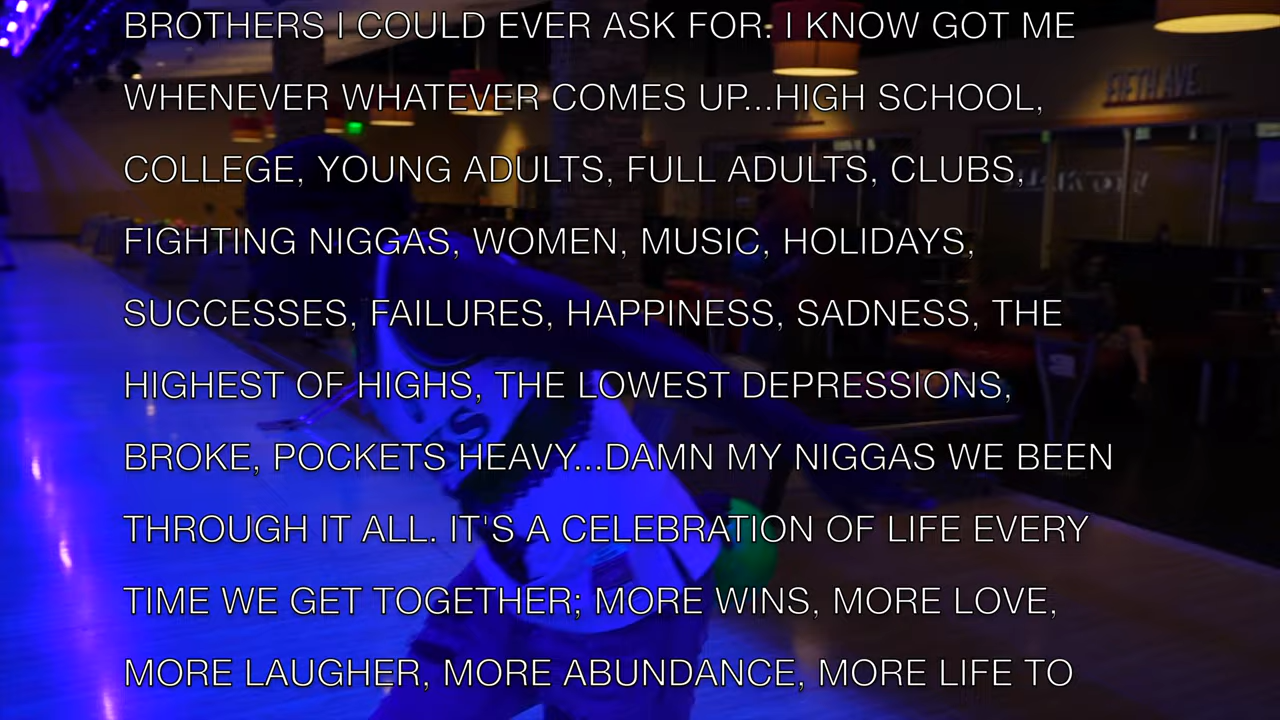 BROTHERS I COULD EVER ASK FOR. I KNOW GOT ME
WHENEVER WHATEVER COMES UP...HIGH SCHOOL,
COLLEGE, YOUNG ADULTS, FULL ADULTS, CLUBS,
FIGHTING NIGGAS, WOMEN, MUSIC, HOLIDAYS,
SUCCESSES, FAILURES, HAPPINESS, SADNESS, THE
HIGHEST OF HIGHS, THE LOWEST DEPRESSIONS,
BROKE, POCKETS HEAVY...DAMN MY NIGGAS WE BEEN
THROUGH IT ALL. IT'S A CELEBRATION OF LIFE EVERY
TIME WE GET TOGETHER; MORE WINS, MORE LOVE,
MORE LAUGHER, MORE ABUNDANCE, MORE LIFE TO
FIFTH AVE